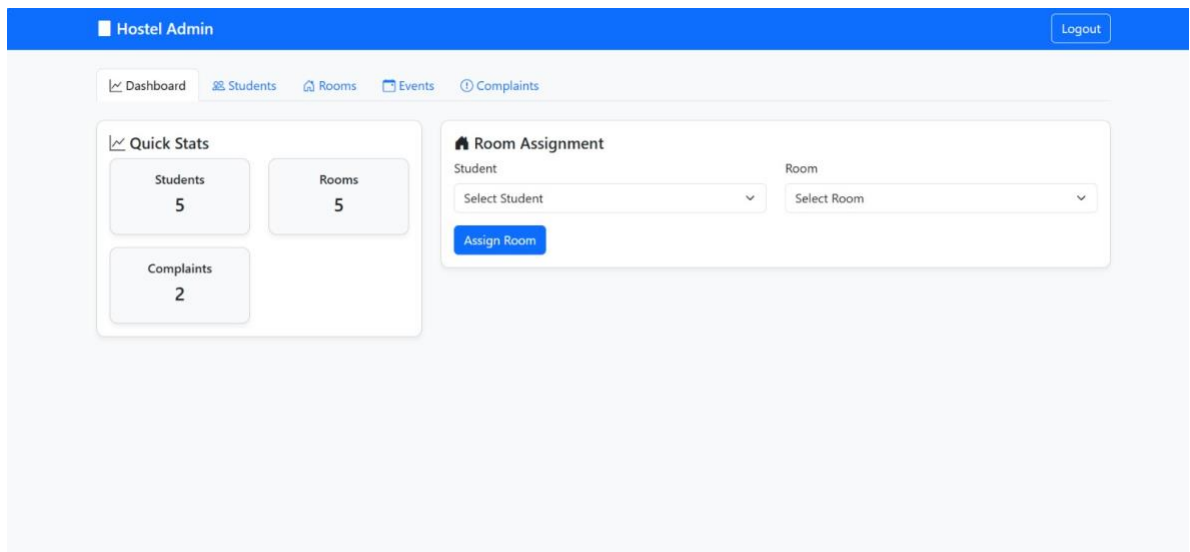 Hostel Admin
Logout
Dashboard Students Rooms Events Complaints
Quick Stats
Students
5
Rooms
5
Complaints
2
Room Assignment
Student
Select Student
Room
Select Room
Assign Room